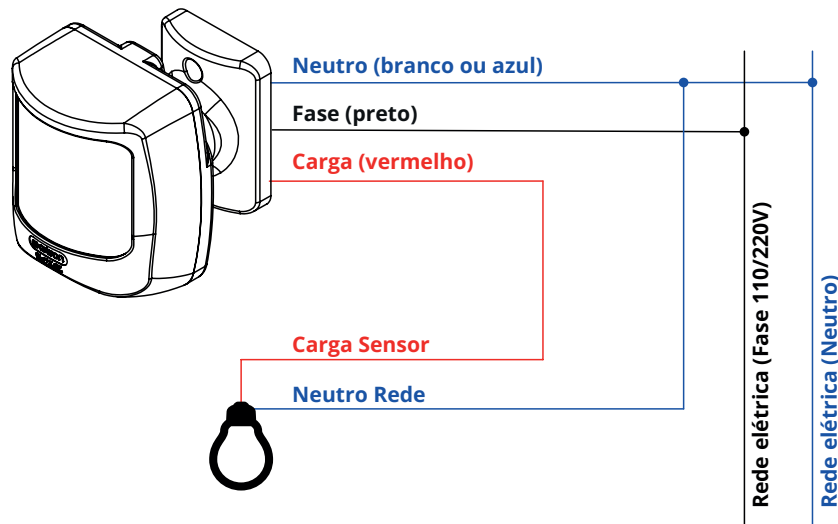 Neutro (branco ou azul)
Fase (preto)
Carga (vermelho)
Carga Sensor
Neutro Rede
Rede elétrica (Fase 110/220V)
Rede elétrica (Neutro)